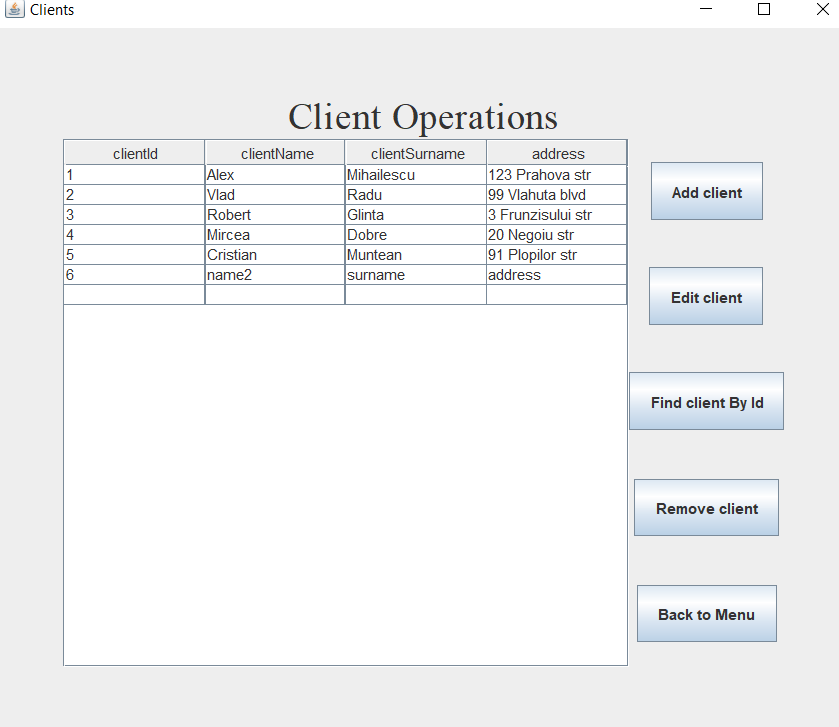 Clients
Client Operations
clientId clientName clientSurname address
1 Alex Mihailescu 123 Prahova str
2 Vlad Radu 99 Vlahuta blvd
3 Robert Glinta 3 Frunzisului str
4 Mircea Dobre 20 Negoiu str
5 Cristian Muntean 91 Plopilor str
6 name2 surname address
Add client
Edit client
Find client By Id
Remove client
Back to Menu